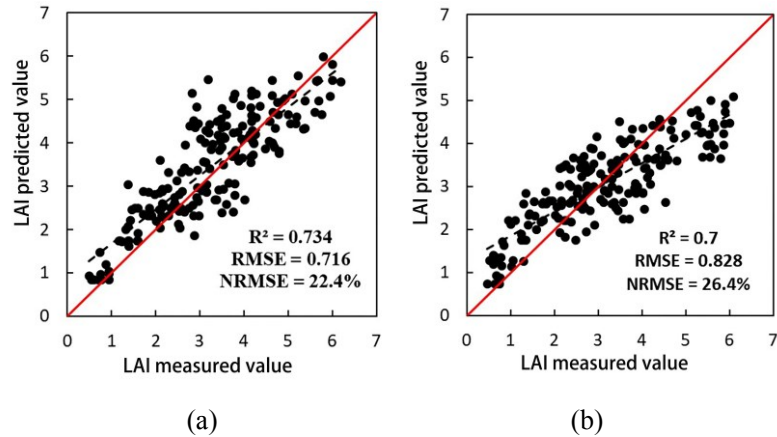 7
6
5
4
3
2
1
0
LAI predicted value
R² = 0.734
RMSE = 0.716
NRMSE = 22.4%
0 1 2 3 4 5 6 7
LAI measured value
(a)
7
6
5
4
3
2
1
0
LAI predicted value
R² = 0.7
RMSE = 0.828
NRMSE = 26.4%
0 1 2 3 4 5 6 7
LAI measured value
(b)